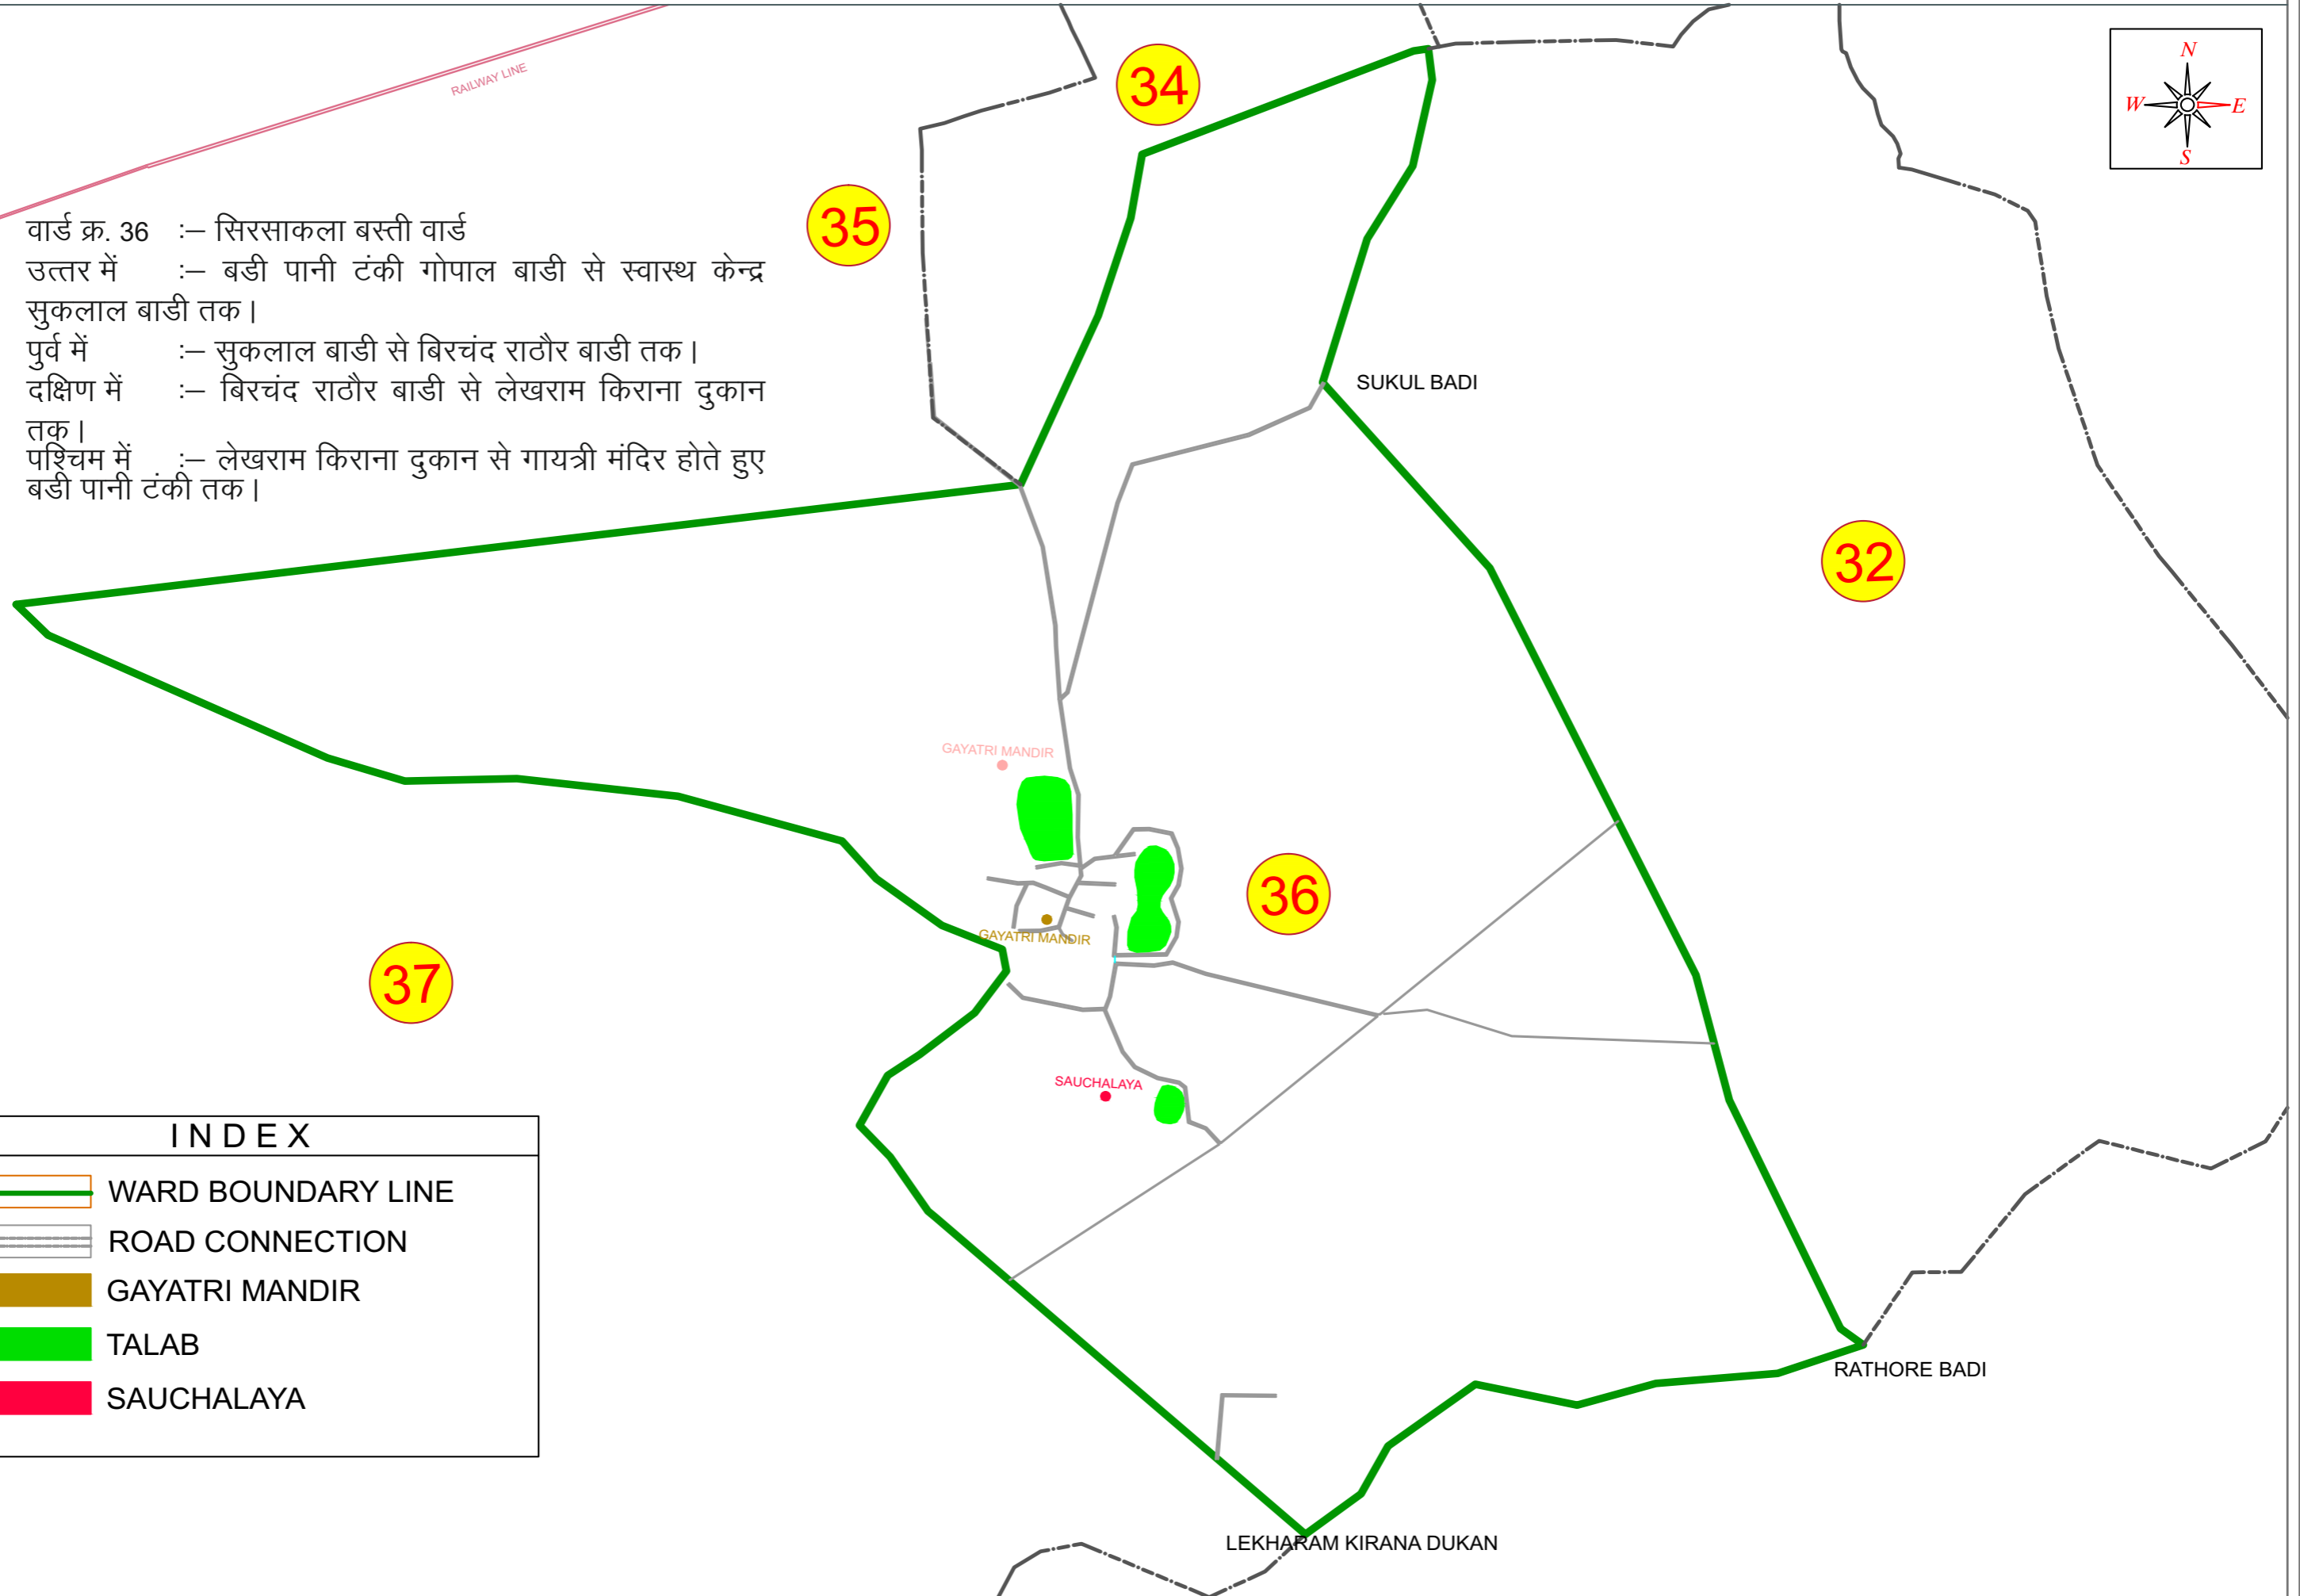 RAILWAY LINE
34
N
W E
S
35
वार्ड क्र. 36 :– सिरसाकला बस्ती वार्ड
उत्तर में :– बडी पानी टंकी गोपाल बाडी से स्वास्थ केन्द्र
सुकलाल बाडी तक।
पुर्व में :– सुकलाल बाडी से बिरचंद राठौर बाडी तक।
दक्षिण में :– बिरचंद राठौर बाडी से लेखराम किराना दुकान
तक।
पश्चिम में :– लेखराम किराना दुकान से गायत्री मंदिर होते हुए
बडी पानी टंकी तक।
SUKUL BADI
32
GAYATRI MANDIR
36
GAYATRI MANDIR
37
SAUCHALAYA
INDEX
WARD BOUNDARY LINE
ROAD CONNECTION
GAYATRI MANDIR
TALAB
SAUCHALAYA
RATHORE BADI
LEKHARAM KIRANA DUKAN